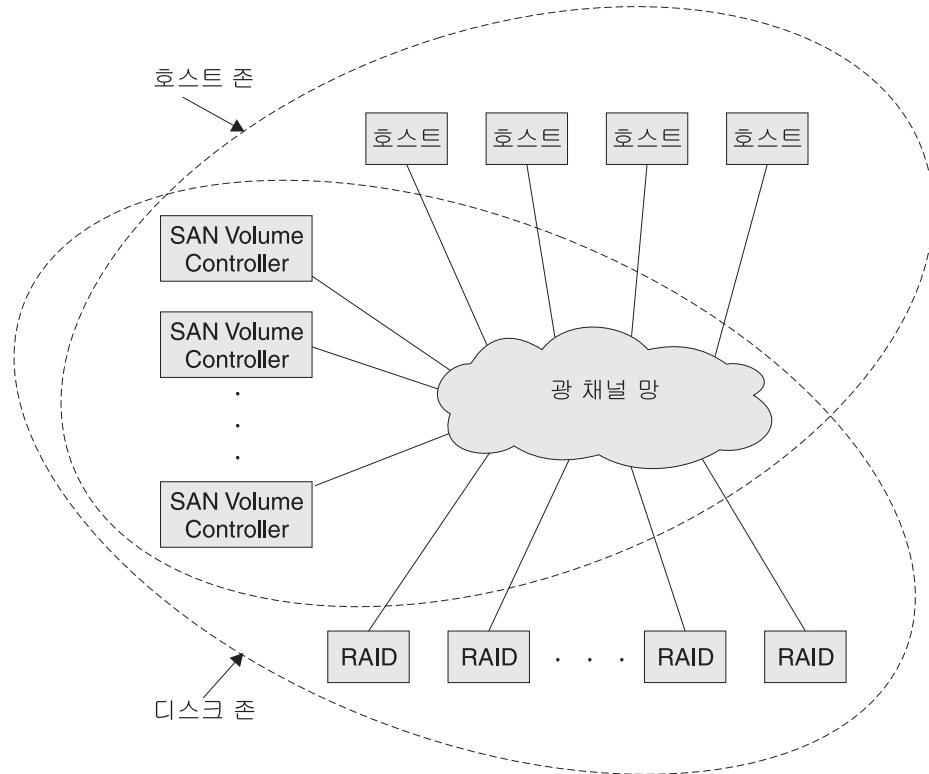 호스트 존
호스트 호스트 호스트 호스트
SAN Volume
Controller
SAN Volume
Controller
광 채널 망
.
.
.
SAN Volume
Controller
RAID RAID . . . RAID RAID
디스크 존